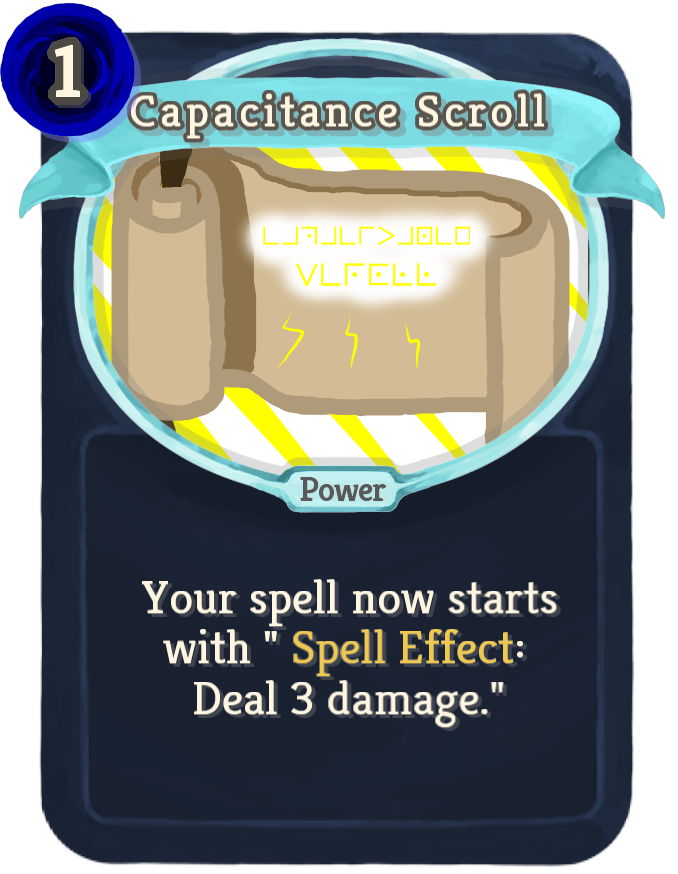 1
Capacitance Scroll
Power
Your spell now starts
with " Spell Effect:
Deal 3 damage."